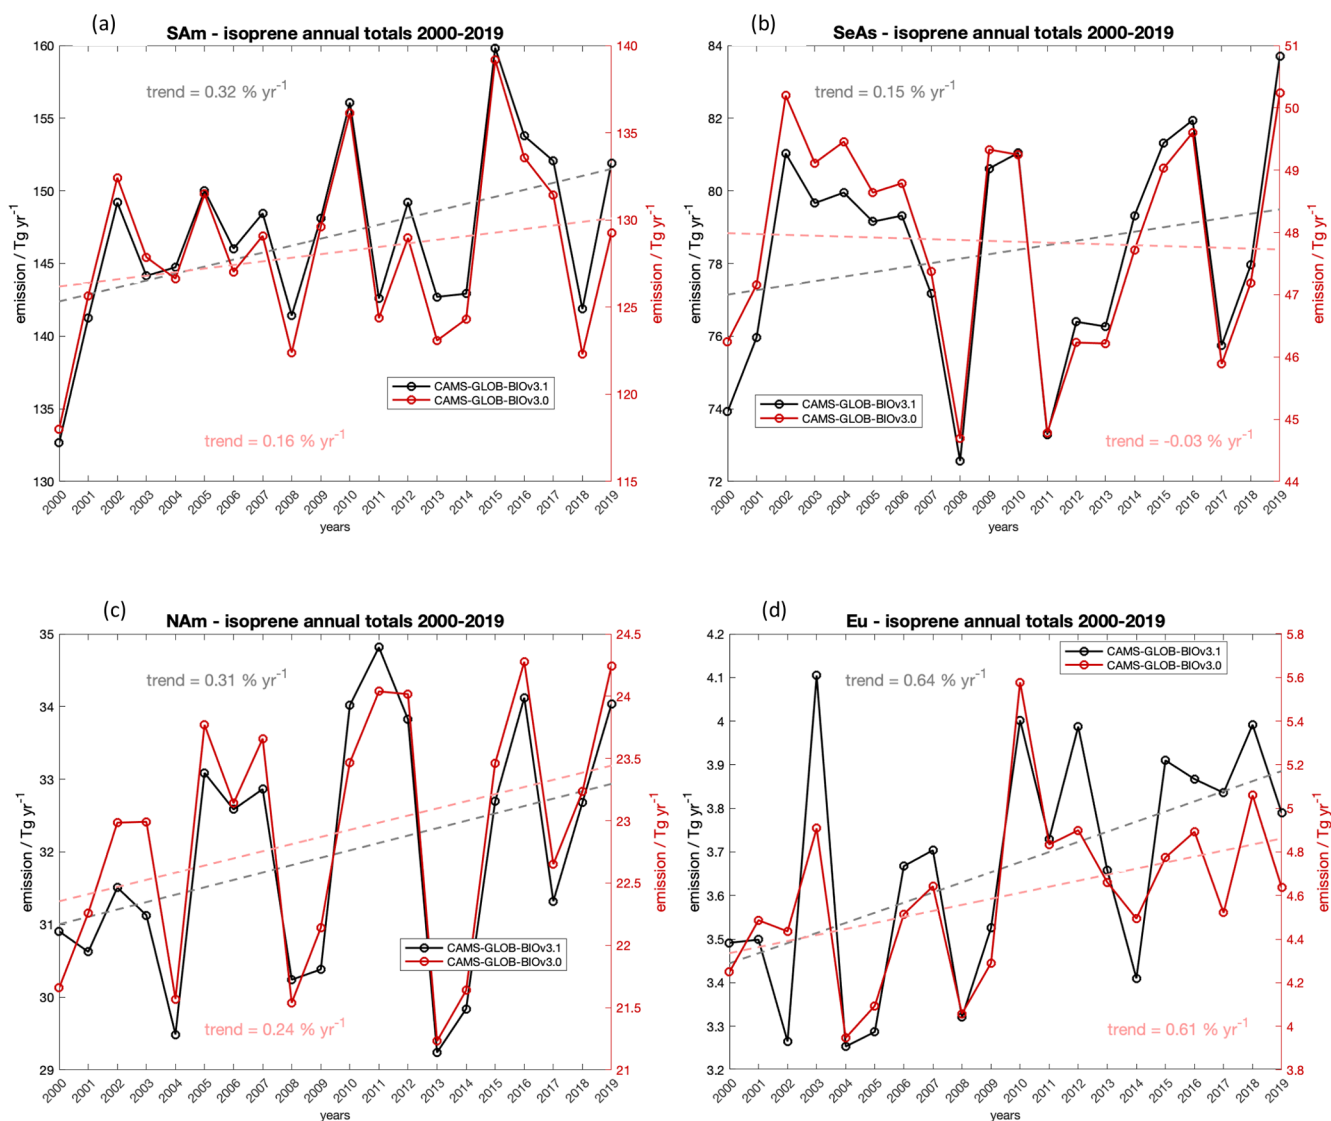 (a)
SAm - isoprene annual totals 2000-2019
160
155
150
145
140
135
130
140
135
130
125
120
115
emission / Tg yr-1
emission / Tg yr-1
trend = 0.32 % yr-1
trend = 0.16 % yr-1
CAMS-GLOB-BIOv3.1
CAMS-GLOB-BIOv3.0
2000 2001 2002 2003 2004 2005 2006 2007 2008 2009 2010 2011 2012 2013 2014 2015 2016 2017 2018 2019
years
(b)
SeAs - isoprene annual totals 2000-2019
84
82
80
78
76
74
72
51
50
49
48
47
46
45
44
emission / Tg yr-1
emission / Tg yr-1
trend = 0.15 % yr-1
trend = -0.03 % yr-1
CAMS-GLOB-BIOv3.1
CAMS-GLOB-BIOv3.0
2000 2001 2002 2003 2004 2005 2006 2007 2008 2009 2010 2011 2012 2013 2014 2015 2016 2017 2018 2019
years
(c)
NAm - isoprene annual totals 2000-2019
35
34
33
32
31
30
29
24.5
24
23.5
23
22.5
22
21.5
21
emission / Tg yr-1
emission / Tg yr-1
trend = 0.31 % yr-1
trend = 0.24 % yr-1
CAMS-GLOB-BIOv3.1
CAMS-GLOB-BIOv3.0
2000 2001 2002 2003 2004 2005 2006 2007 2008 2009 2010 2011 2012 2013 2014 2015 2016 2017 2018 2019
years
(d)
Eu - isoprene annual totals 2000-2019
4.2
4.1
4
3.9
3.8
3.7
3.6
3.5
3.4
3.3
3.2
5.8
5.6
5.4
5.2
5
4.8
4.6
4.4
4.2
4
3.8
emission / Tg yr-1
emission / Tg yr-1
trend = 0.64 % yr-1
trend = 0.61 % yr-1
CAMS-GLOB-BIOv3.1
CAMS-GLOB-BIOv3.0
2000 2001 2002 2003 2004 2005 2006 2007 2008 2009 2010 2011 2012 2013 2014 2015 2016 2017 2018 2019
years